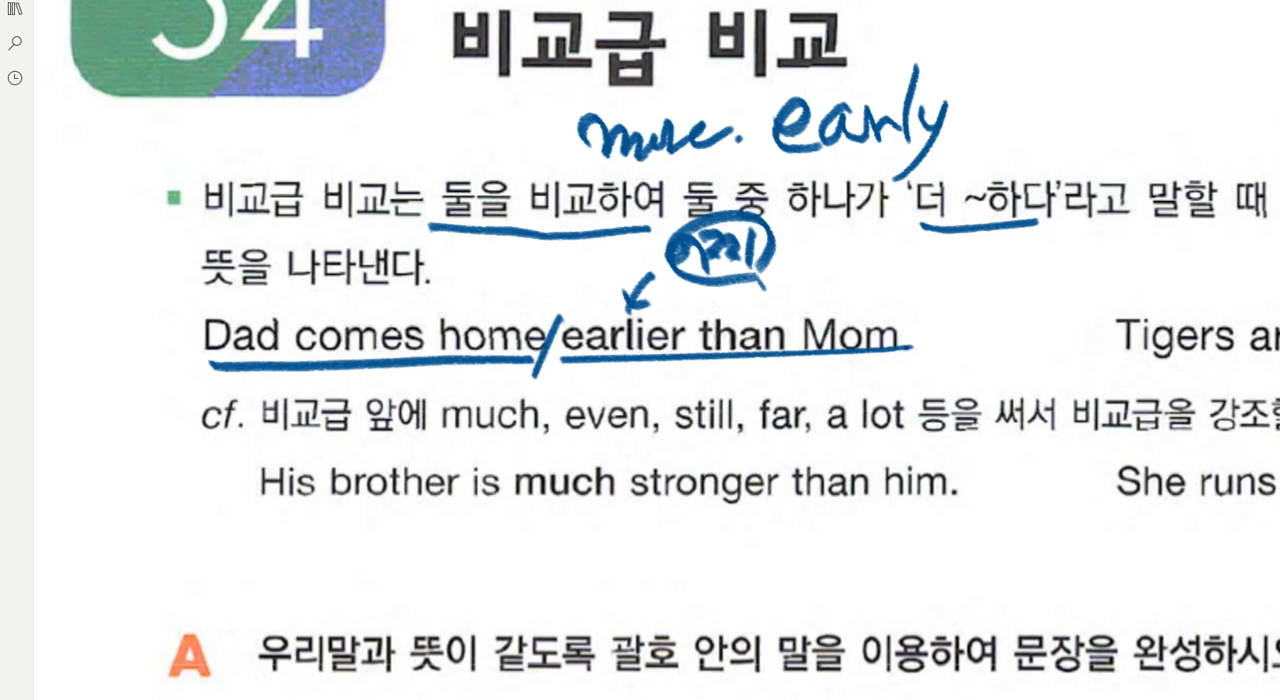 54
비교급 비교
more. early
비교급 비교는 둘을 비교하여 둘 중 하나가 '더 ~하다'라고 말할 때
뜻을 나타낸다.
Dad comes home/earlier than Mom. Tigers ar
cf. 비교급 앞에 much, even, still, far, a lot 등을 써서 비교급을 강조할
His brother is much stronger than him. She runs
A 우리말과 뜻이 같도록 괄호 안의 말을 이용하여 문장을 완성하시오